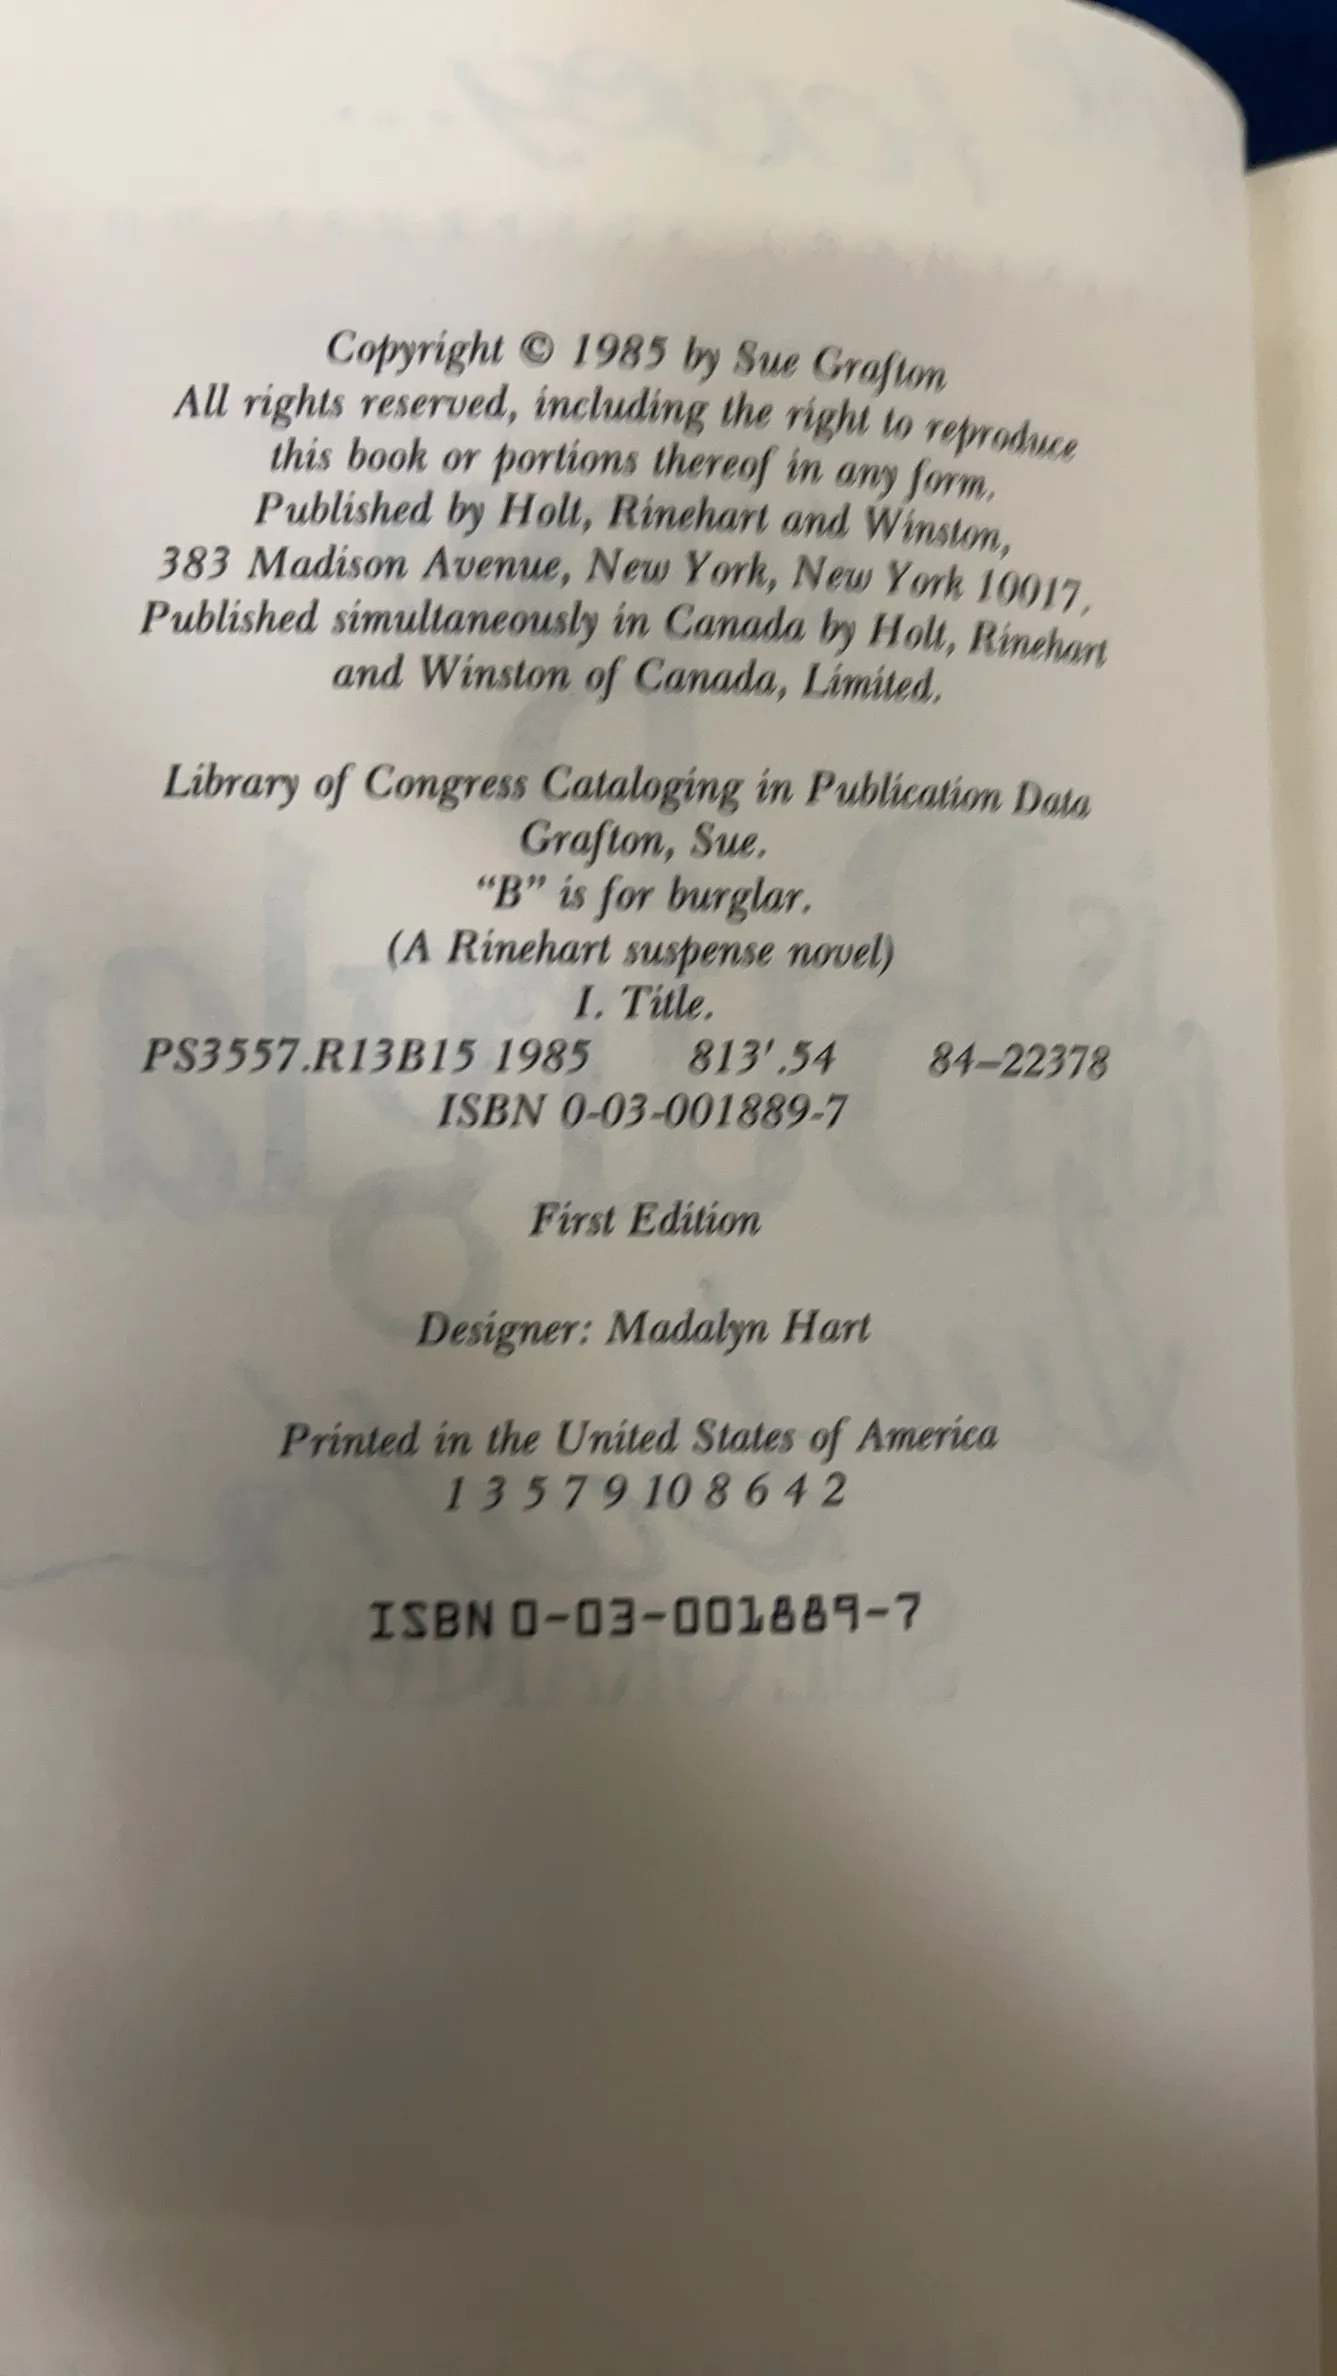 Copyright © 1985 by Sue Grafton
All rights reserved, including the right to reproduce
this book or portions thereof in any form.
Published by Holt, Rinehart and Winston,
383 Madison Avenue, New York, New York 10017.
Published simultaneously in Canada by Holt, Rinehart
and Winston of Canada, Limited.
Library of Congress Cataloging in Publication Data
Grafton, Sue.
“B” is for burglar.
(A Rinehart suspense novel)
I. Title.
PS3557.R13B15 1985 813'.54 84–22378
ISBN 0-03-001889-7
First Edition
Designer: Madalyn Hart
Printed in the United States of America
1 3 5 7 9 10 8 6 4 2
ISBN 0-03-001889-7